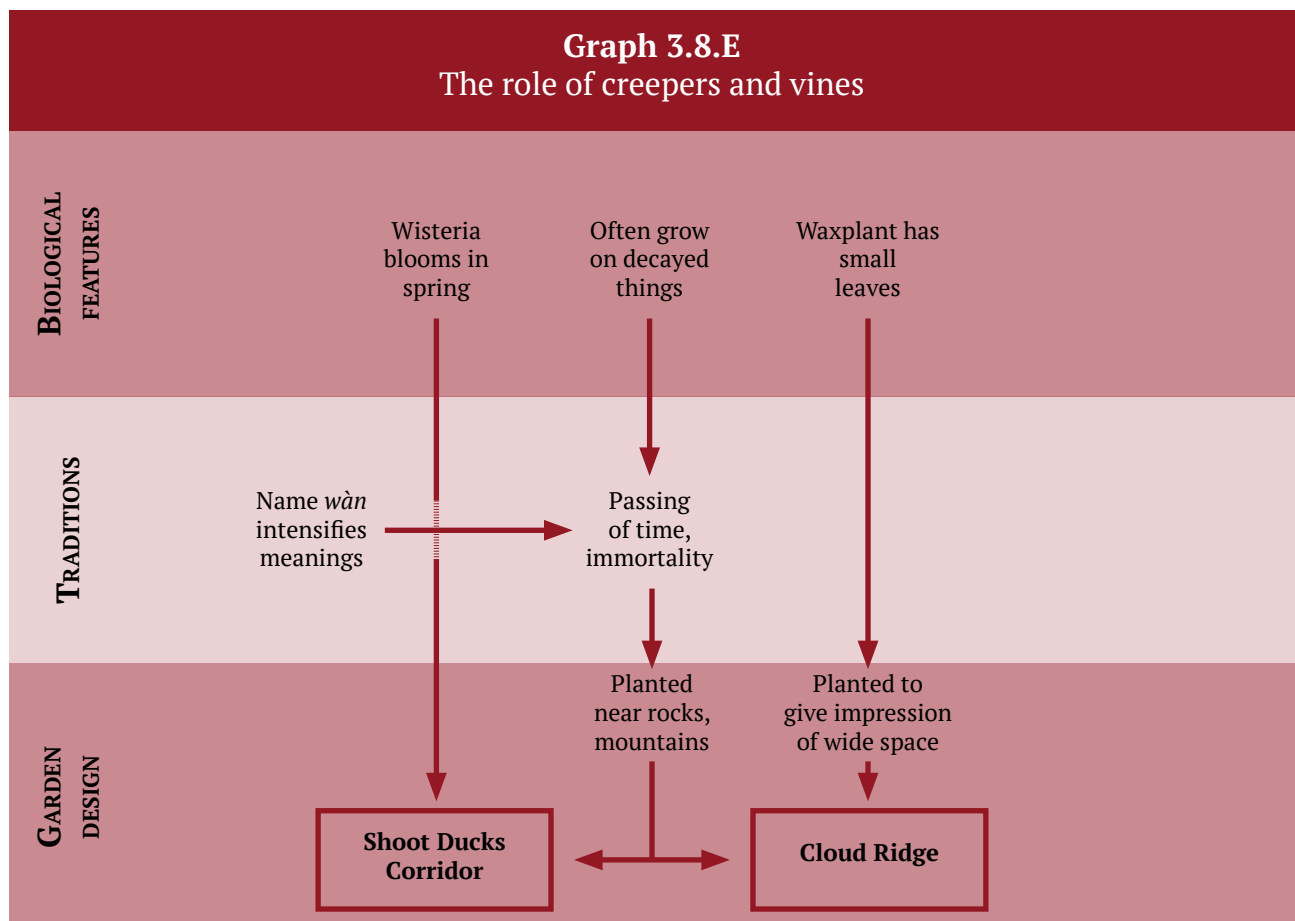 Graph 3.8.E
The role of creepers and vines
BIOLOGICAL
FEATURES
Wisteria
blooms in
spring
Often grow
on decayed
things
Waxplant has
small
leaves
TRADITIONS
Name wàn
intensifies
meanings
Passing
of time,
immortality
GARDEN
DESIGN
Planted
near rocks,
mountains
Planted to
give impression
of wide space
Shoot Ducks
Corridor
Cloud Ridge